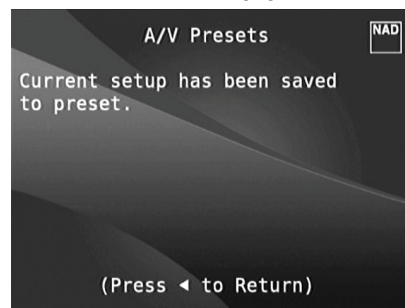 A/V Presets
NAD
Current setup has been saved
to preset.
(Press ◄ to Return)